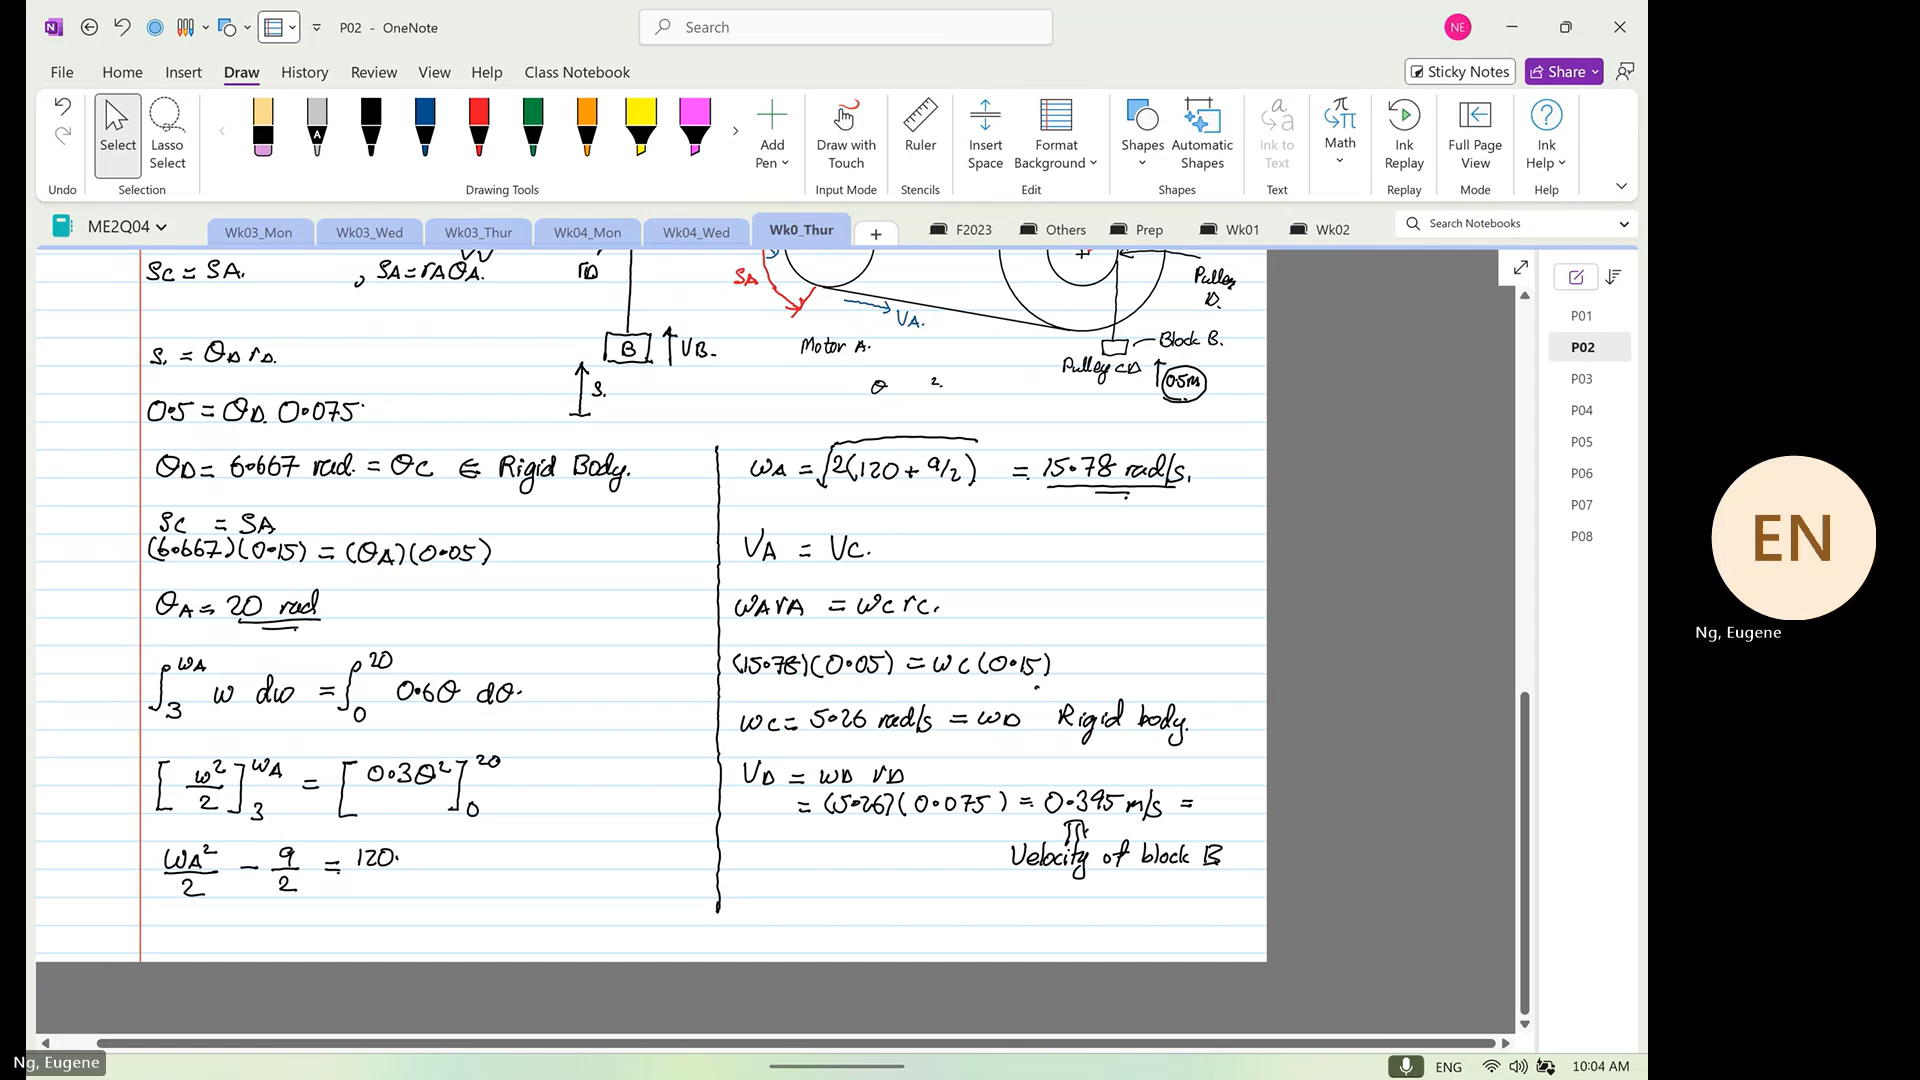 P02 - OneNote
Search
NE
File Home Insert Draw History Review View Help Class Notebook
Sticky Notes
Share
Undo
Select
Lasso Select
Selection
A
Drawing Tools
Add Pen
Draw with Touch
Input Mode
Ruler
Stencils
Insert Space
Format Background
Edit
Shapes
Automatic Shapes
Shapes
Ink to Text
Text
Math
Ink Replay
Replay
Full Page View
Mode
Ink Help
Help
ME2Q04
Wk03_Mon Wk03_Wed Wk03_Thur Wk04_Mon Wk04_Wed Wk0_Thur + F2023 Others Prep Wk01 Wk02
Search Notebooks
P01
P02
P03
P04
P05
P06
P07
P08
SC = SA. , SA = rA θA.
rD
S. = θD rD.
0.5 = θD. 0.075.
B
VB.
S.
SA
VA.
Motor A.
Pulley D.
Block B.
Pulley CD
0.5m
θ 2.
θD = 6.667 rad. = θC ∈ Rigid Body.
SC = SA
(6.667)(0.15) = (θA)(0.05)
θA = 20 rad
∫₃^ωA ω dω = ∫₀^20 0.6θ dθ.
[ω²/2]₃^ωA = [0.3θ²]₀^20
ωA²/2 - 9/2 = 120.
ωA = √2(120 + 9/2) = 15.78 rad/s.
VA = VC.
ωA rA = ωC rC.
(15.78)(0.05) = ωC (0.15)
ωC = 5.26 rad/s = ωD Rigid body.
VD = ωD rD
= (5.26)(0.075) = 0.395 m/s =
Velocity of block B
EN
Ng, Eugene
Ng, Eugene
ENG
10:04 AM